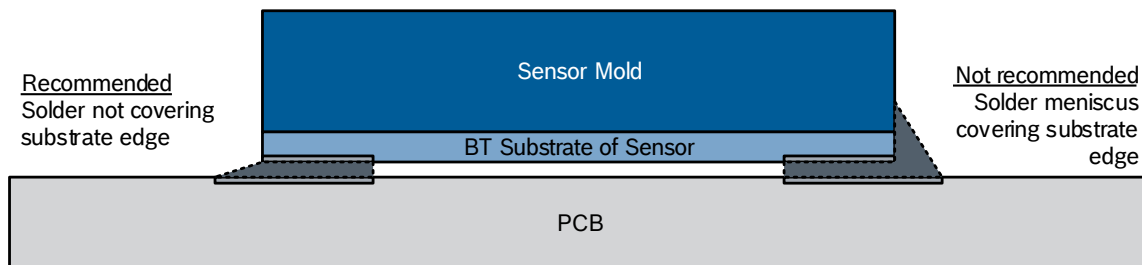 Sensor Mold
Recommended
Solder not covering
substrate edge
Not recommended
Solder meniscus
covering substrate
edge
BT Substrate of Sensor
PCB